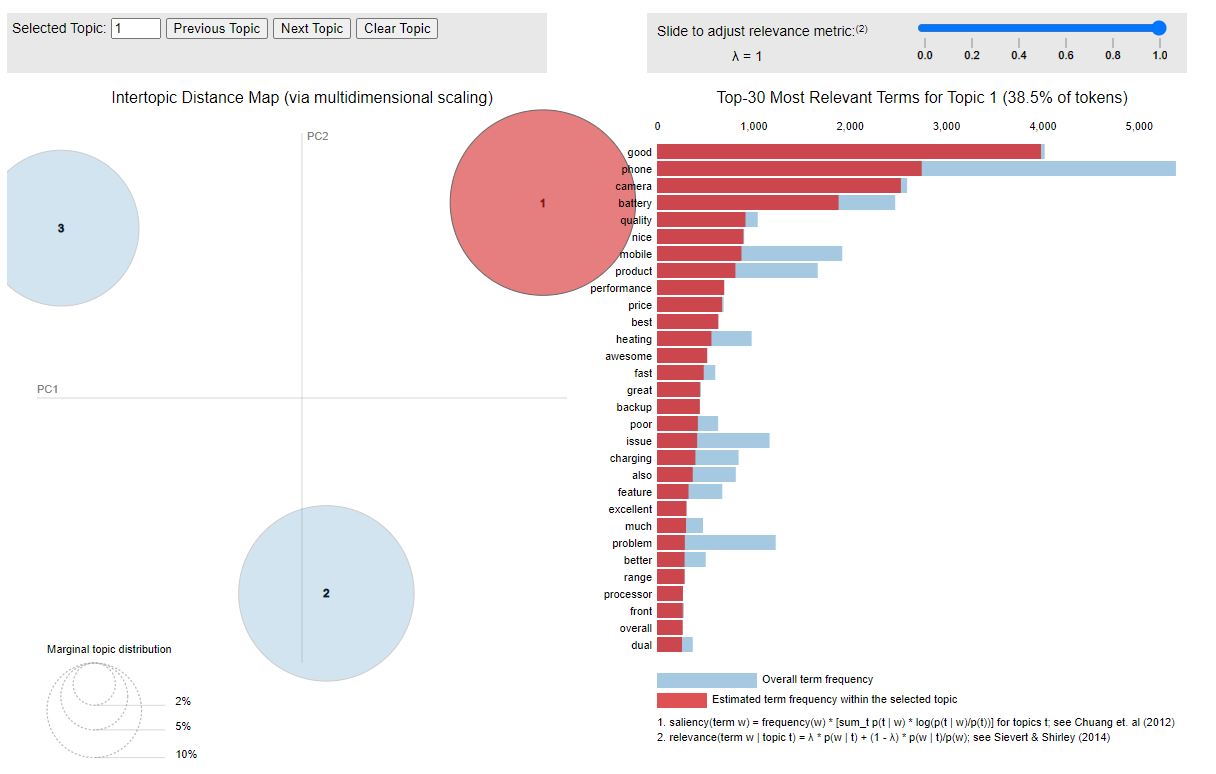 Selected Topic: 1 Previous Topic Next Topic Clear Topic
Slide to adjust relevance metric:(2)
λ = 1
0.0 0.2 0.4 0.6 0.8 1.0
Intertopic Distance Map (via multidimensional scaling)
PC2
PC1
1
3
2
Marginal topic distribution
2%
5%
10%
Top-30 Most Relevant Terms for Topic 1 (38.5% of tokens)
0 1,000 2,000 3,000 4,000 5,000
good
phone
camera
battery
quality
nice
mobile
product
performance
price
best
heating
awesome
fast
great
backup
poor
issue
charging
also
feature
excellent
much
problem
better
range
processor
front
overall
dual
Overall term frequency
Estimated term frequency within the selected topic
1. saliency(term w) = frequency(w) * [sum_t p(t | w) * log(p(t | w)/p(t))] for topics t; see Chuang et. al (2012)
2. relevance(term w | topic t) = λ * p(w | t) + (1 - λ) * p(w | t)/p(w); see Sievert & Shirley (2014)